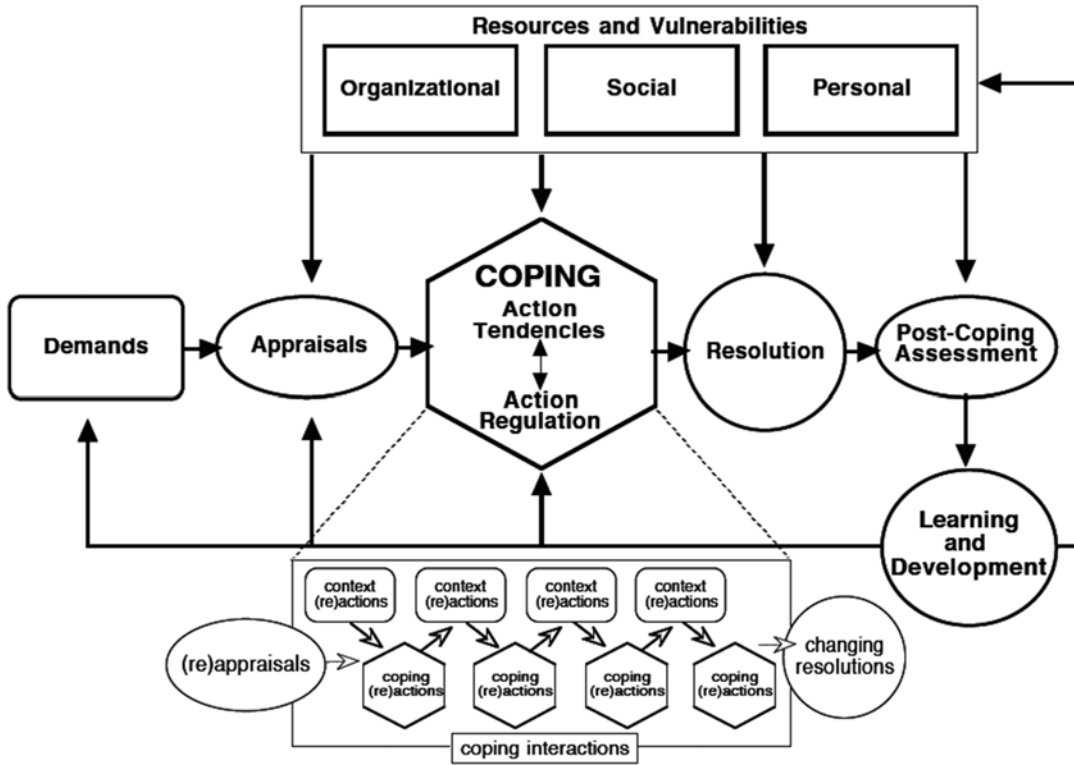 Resources and Vulnerabilities
Organizational
Social
Personal
Demands
Appraisals
COPING
Action
Tendencies
Action
Regulation
Resolution
Post-Coping
Assessment
Learning
and
Development
context
(re)actions
context
(re)actions
context
(re)actions
context
(re)actions
(re)appraisals
coping
(re)actions
coping
(re)actions
coping
(re)actions
coping
(re)actions
changing
resolutions
coping interactions